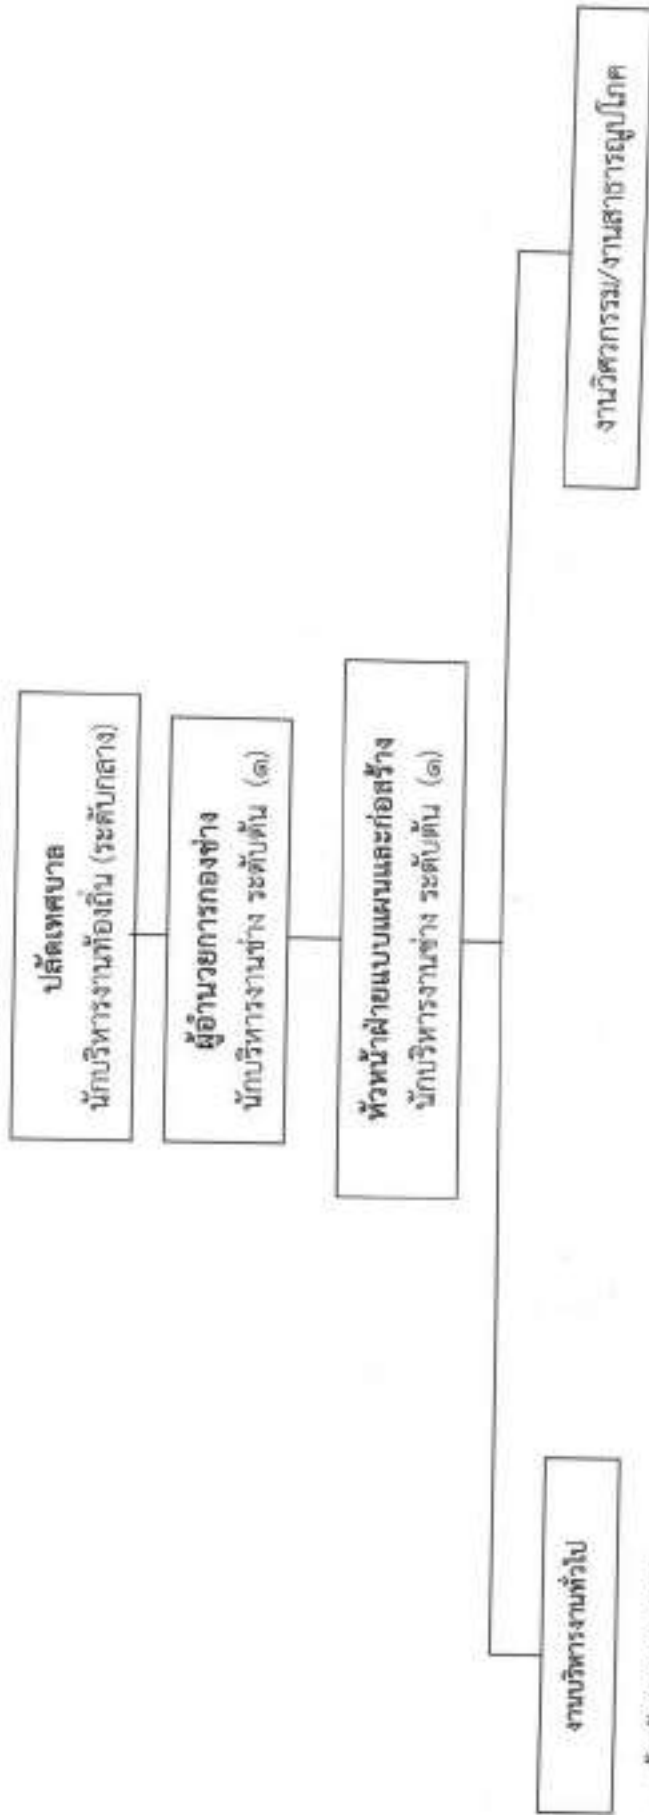 ปลัดเทศบาล
นักบริหารงานท้องถิ่น (ระดับกลาง)
ผู้อำนวยการกองช่าง
นักบริหารงานช่าง ระดับต้น (๑)
หัวหน้าฝ่ายแบบแผนและก่อสร้าง
นักบริหารงานช่าง ระดับต้น (๑)
งานบริหารงานทั่วไป
งานวิศวกรรม/งานสาธารณูปโภค